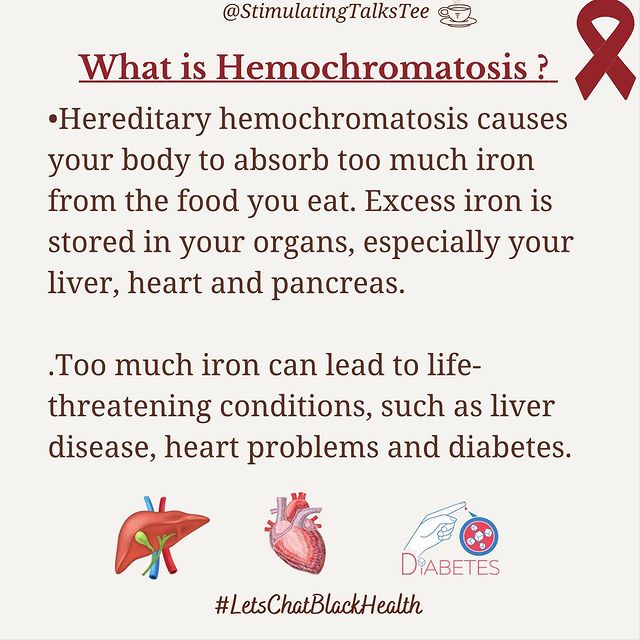 @StimulatingTalksTee
What is Hemochromatosis ?
•Hereditary hemochromatosis causes
your body to absorb too much iron
from the food you eat. Excess iron is
stored in your organs, especially your
liver, heart and pancreas.
.Too much iron can lead to life-
threatening conditions, such as liver
disease, heart problems and diabetes.
DIABETES
#LetsChatBlackHealth